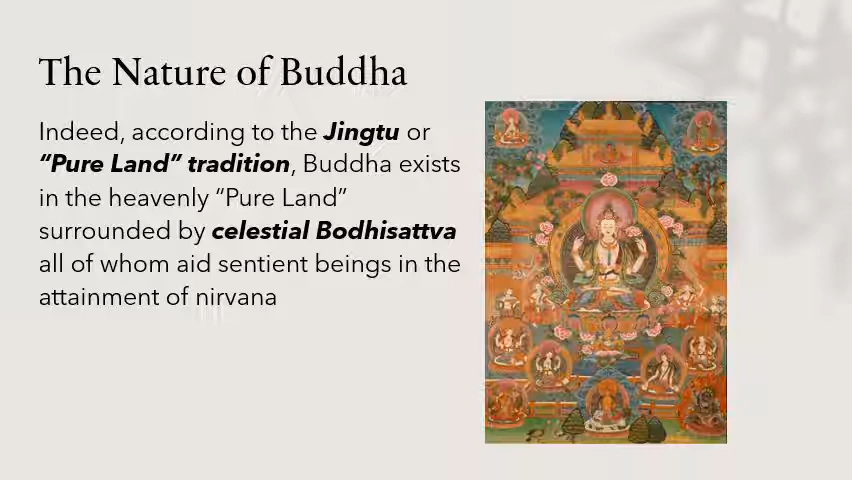 The Nature of Buddha
Indeed, according to the Jingtu or
“Pure Land” tradition, Buddha exists
in the heavenly “Pure Land”
surrounded by celestial Bodhisattva
all of whom aid sentient beings in the
attainment of nirvana